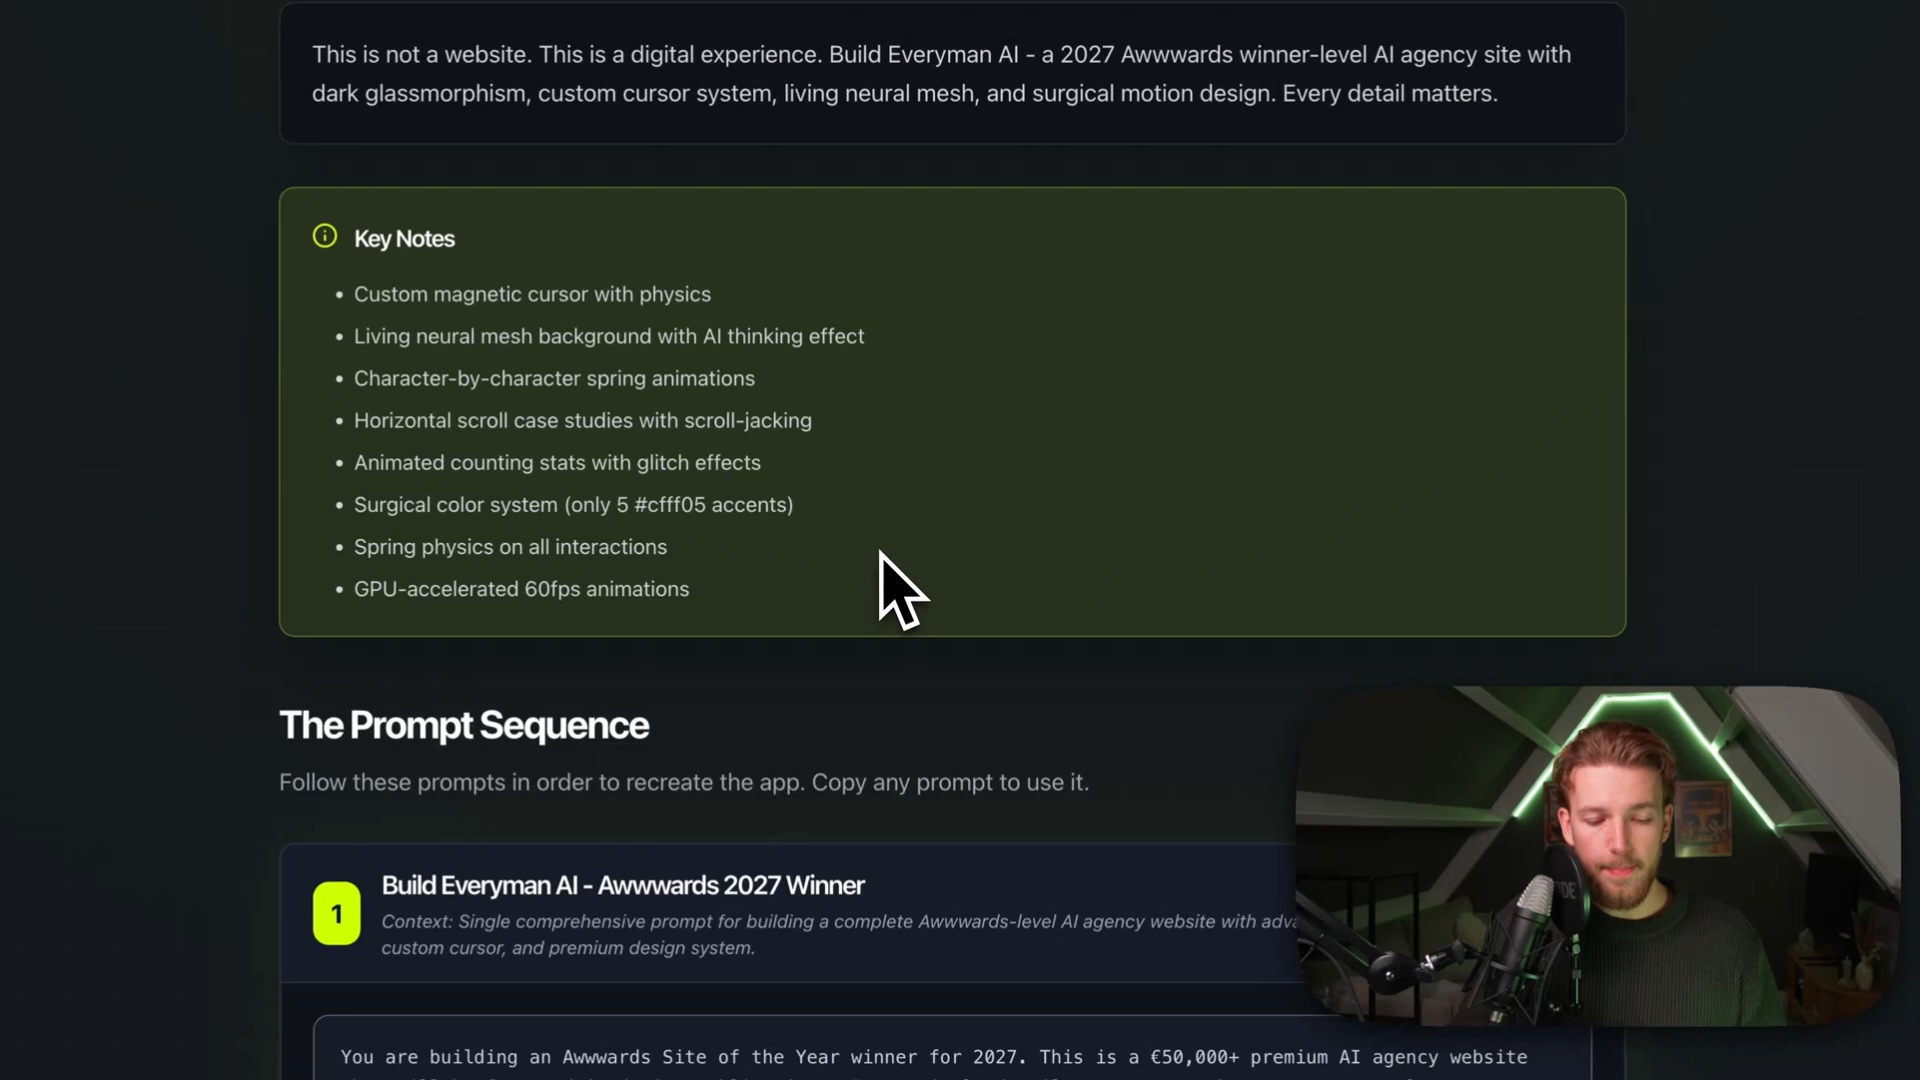 This is not a website. This is a digital experience. Build Everyman AI - a 2027 Awwwards winner-level AI agency site with
dark glassmorphism, custom cursor system, living neural mesh, and surgical motion design. Every detail matters.
Key Notes
• Custom magnetic cursor with physics
• Living neural mesh background with AI thinking effect
• Character-by-character spring animations
• Horizontal scroll case studies with scroll-jacking
• Animated counting stats with glitch effects
• Surgical color system (only 5 #cfff05 accents)
• Spring physics on all interactions
• GPU-accelerated 60fps animations
The Prompt Sequence
Follow these prompts in order to recreate the app. Copy any prompt to use it.
1
Build Everyman AI - Awwwards 2027 Winner
Context: Single comprehensive prompt for building a complete Awwwards-level AI agency website with
custom cursor, and premium design system.
You are building an Awwwards Site of the Year winner for 2027. This is a €50,000+ premium AI agency website